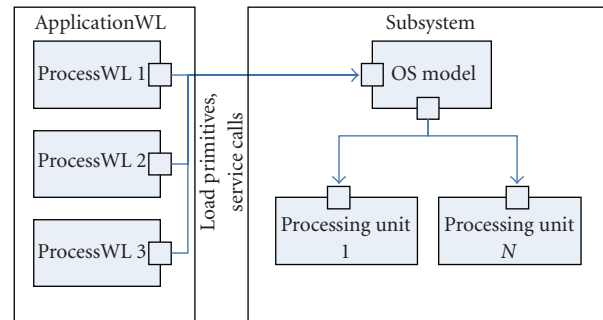 ApplicationWL
ProcessWL 1
ProcessWL 2
ProcessWL 3
Load primitives,
service calls
Subsystem
OS model
Processing unit
1
Processing unit
N